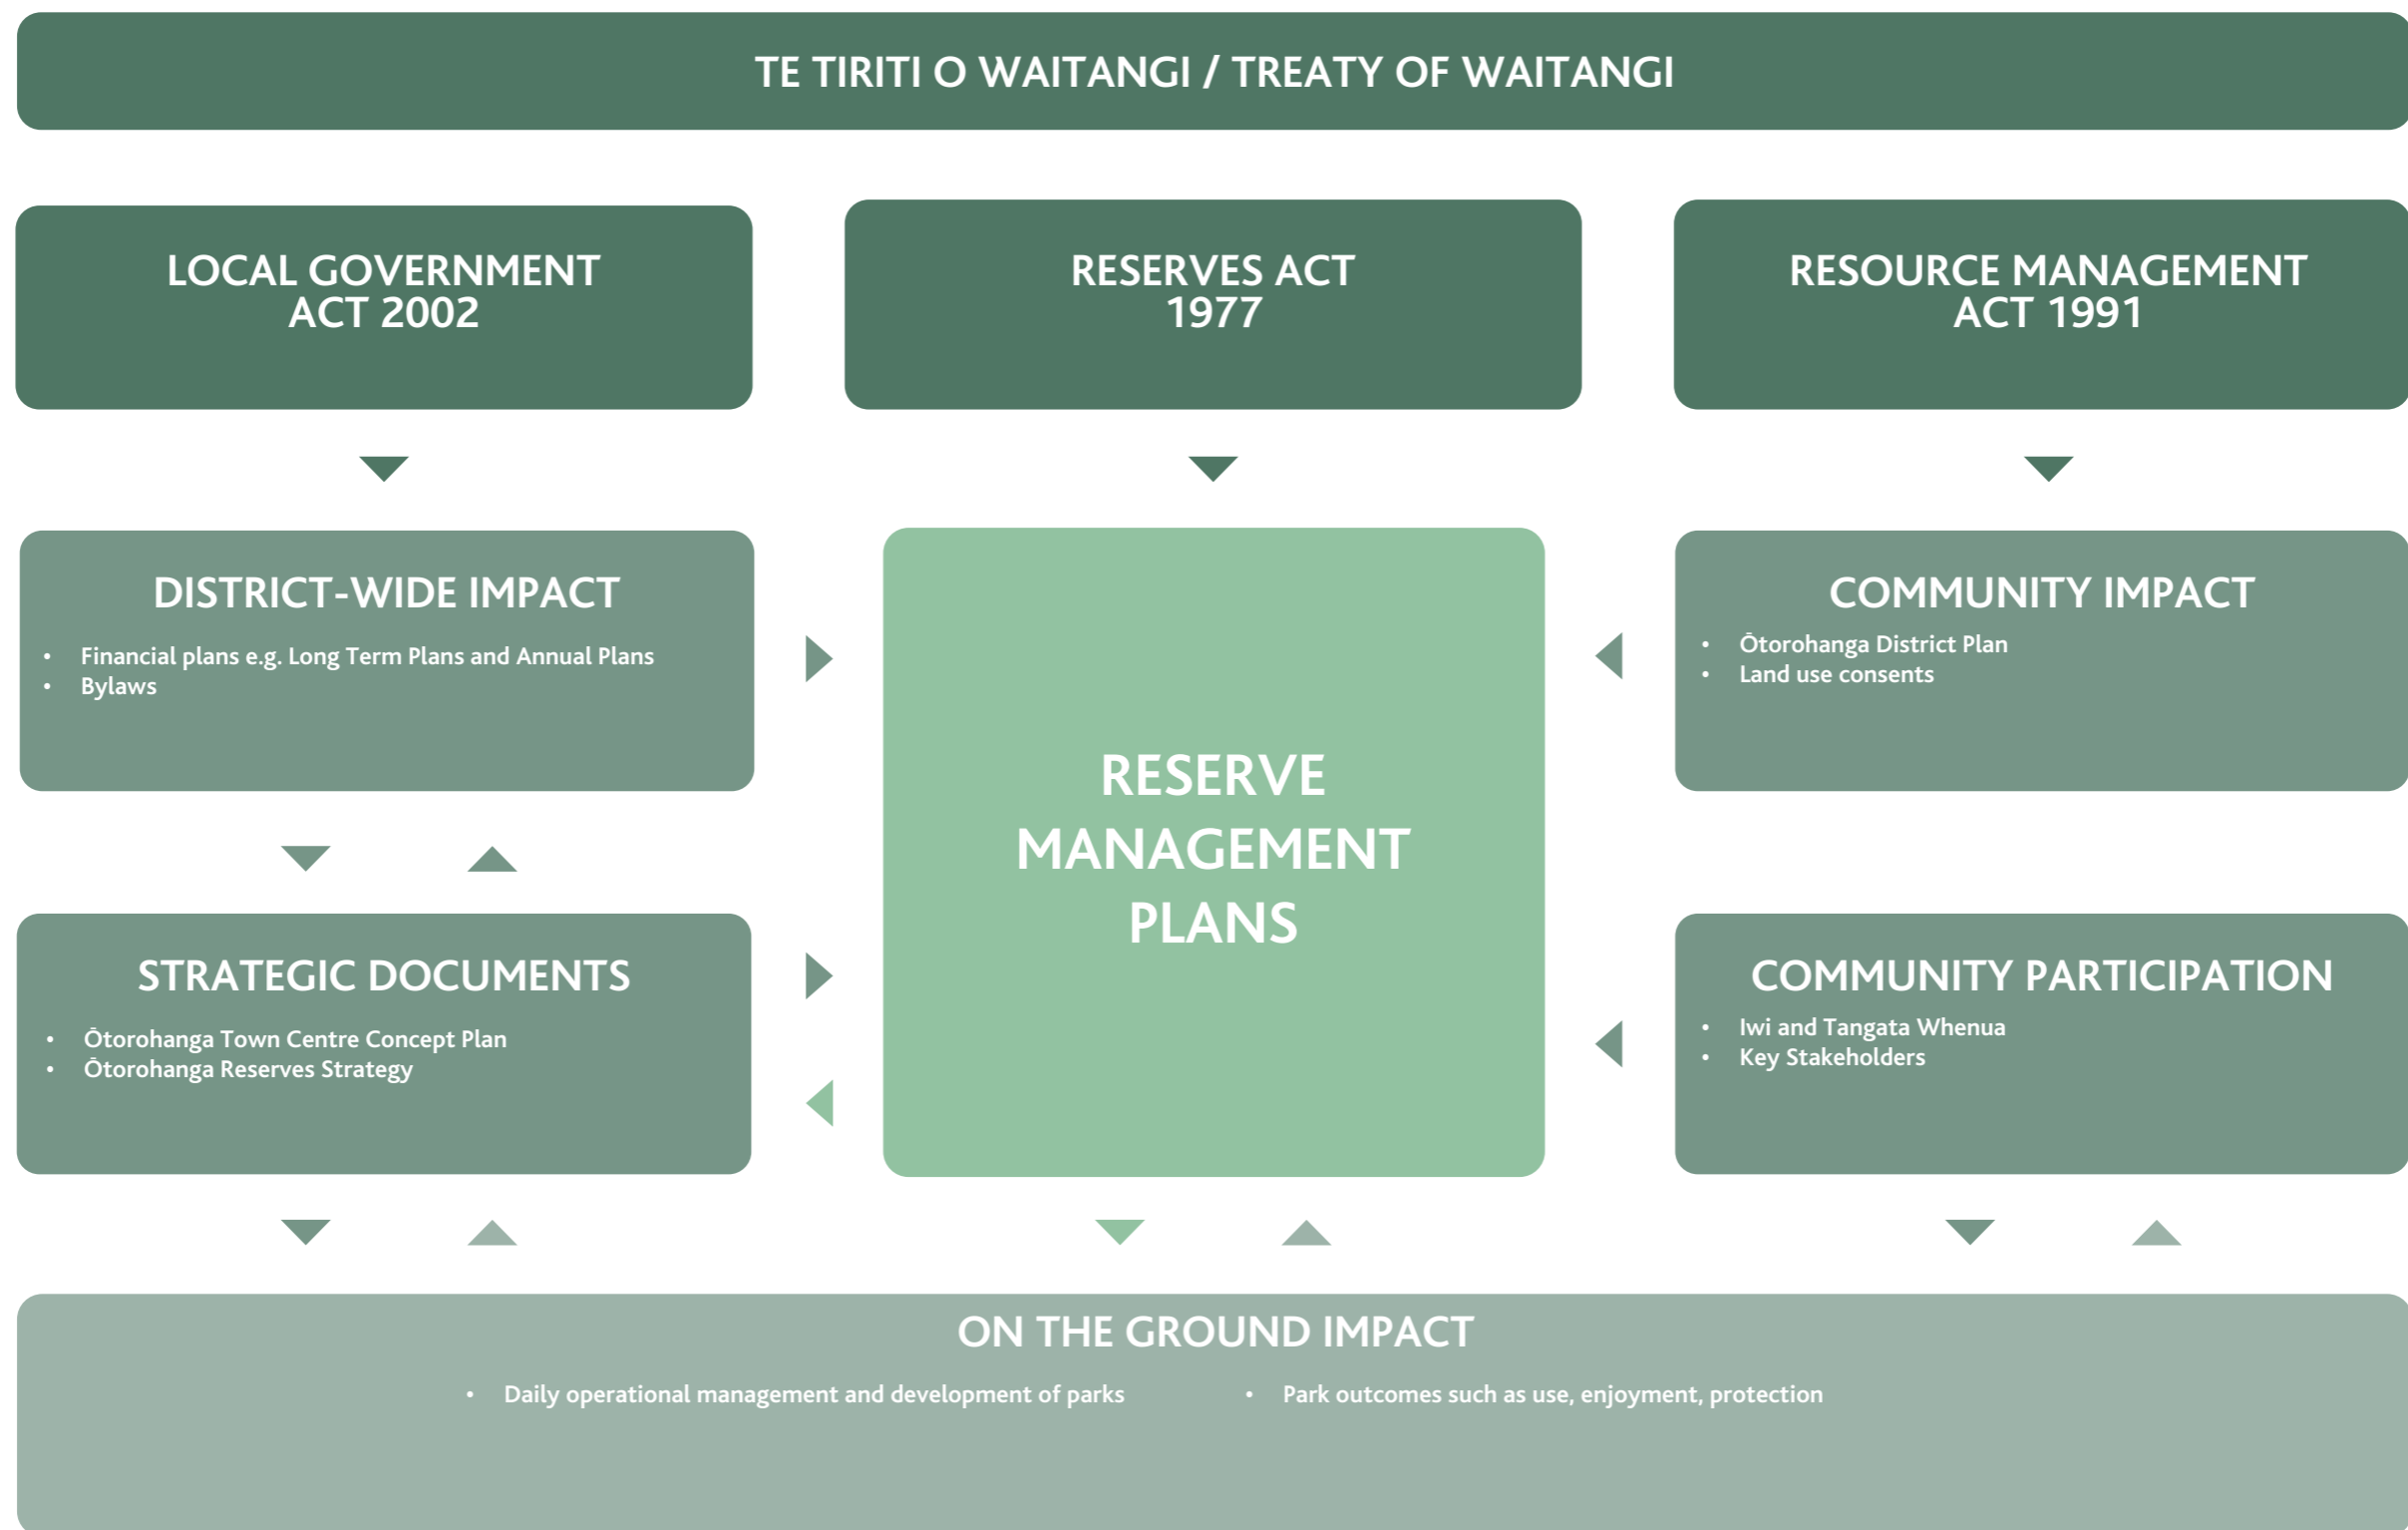 TE TIRITI O WAITANGI / TREATY OF WAITANGI
LOCAL GOVERNMENT
ACT 2002
RESERVES ACT
1977
RESOURCE MANAGEMENT
ACT 1991
DISTRICT-WIDE IMPACT
• Financial plans e.g. Long Term Plans and Annual Plans
• Bylaws
COMMUNITY IMPACT
• Ōtorohanga District Plan
• Land use consents
RESERVE
MANAGEMENT
PLANS
STRATEGIC DOCUMENTS
• Ōtorohanga Town Centre Concept Plan
• Ōtorohanga Reserves Strategy
COMMUNITY PARTICIPATION
• Iwi and Tangata Whenua
• Key Stakeholders
ON THE GROUND IMPACT
• Daily operational management and development of parks
• Park outcomes such as use, enjoyment, protection